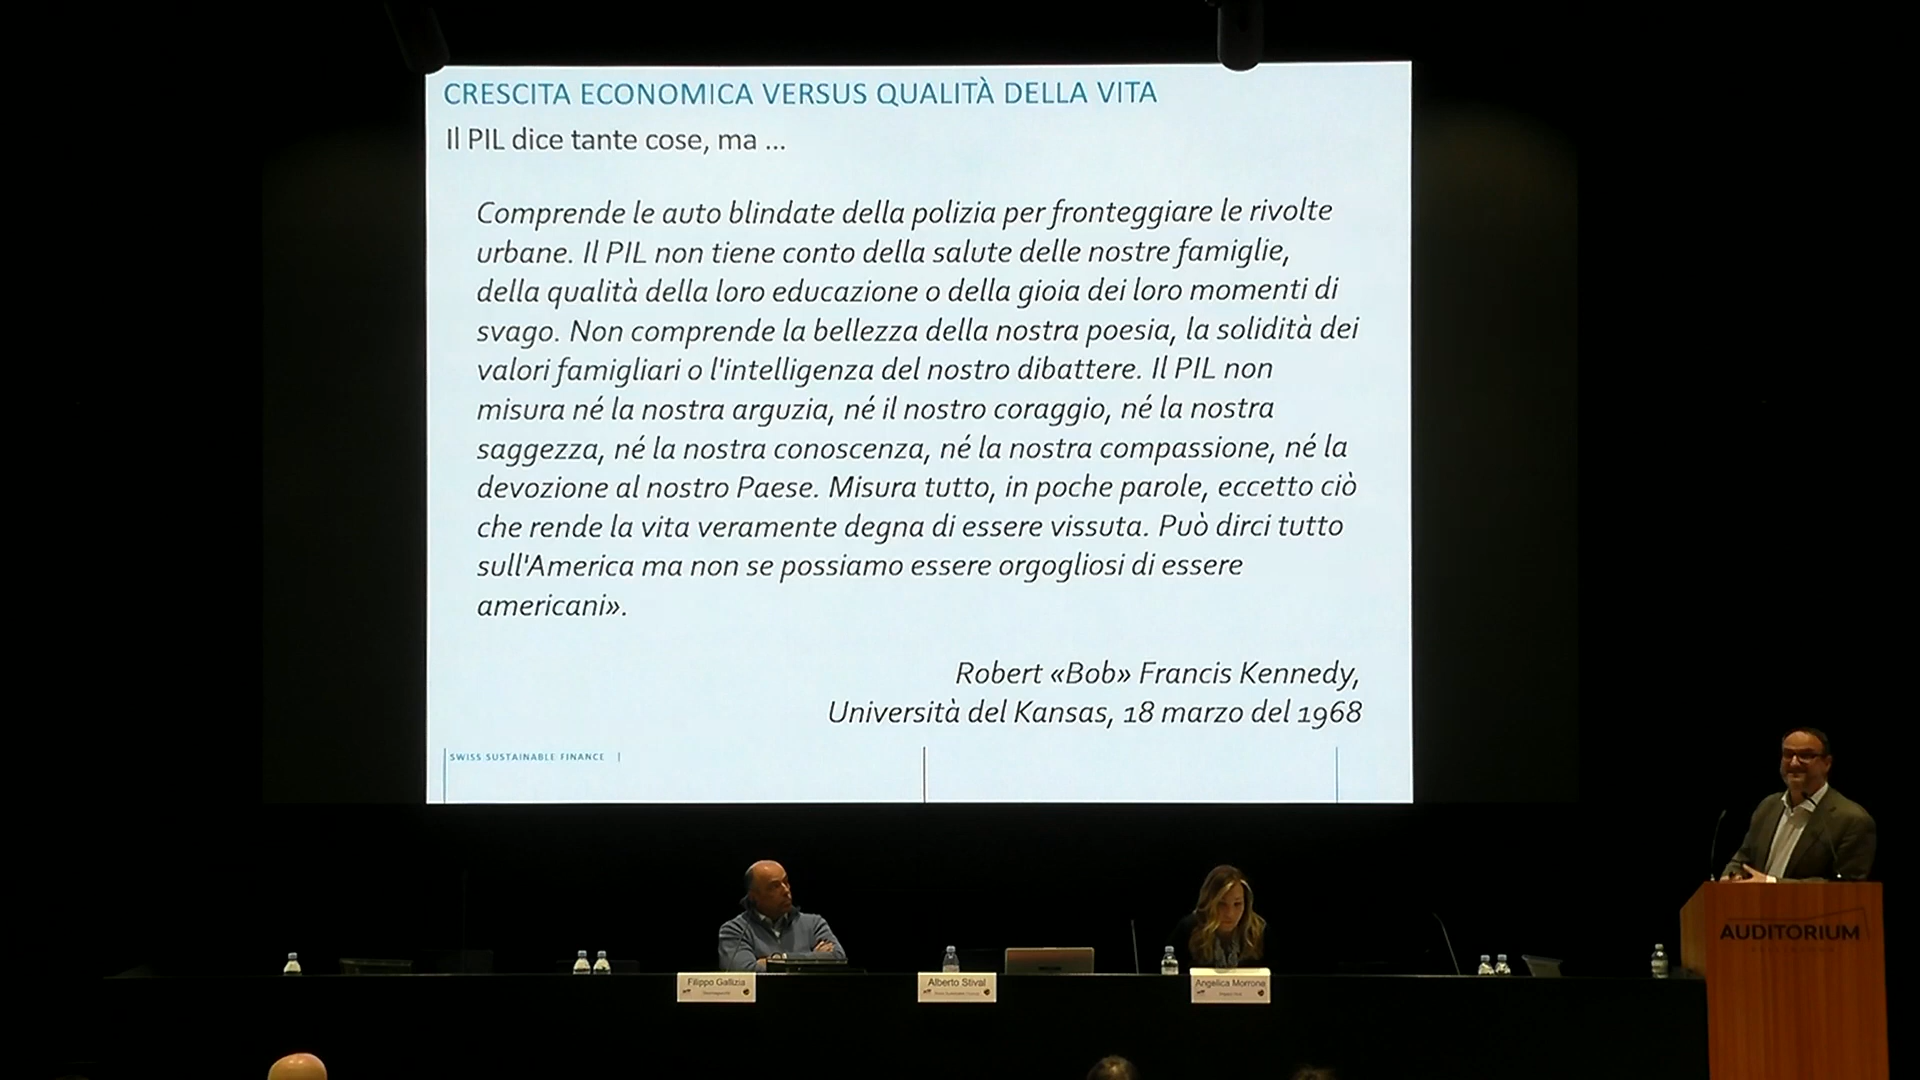 CRESCITA ECONOMICA VERSUS QUALITÀ DELLA VITA
Il PIL dice tante cose, ma ...
Comprende le auto blindate della polizia per fronteggiare le rivolte
urbane. Il PIL non tiene conto della salute delle nostre famiglie,
della qualità della loro educazione o della gioia dei loro momenti di
svago. Non comprende la bellezza della nostra poesia, la solidità dei
valori famigliari o l'intelligenza del nostro dibattere. Il PIL non
misura né la nostra arguzia, né il nostro coraggio, né la nostra
saggezza, né la nostra conoscenza, né la nostra compassione, né la
devozione al nostro Paese. Misura tutto, in poche parole, eccetto ciò
che rende la vita veramente degna di essere vissuta. Può dirci tutto
sull'America ma non se possiamo essere orgogliosi di essere
americani».
Robert «Bob» Francis Kennedy,
Università del Kansas, 18 marzo del 1968
SWISS SUSTAINABLE FINANCE |
Filippo Gallizia
Alberto Stival
Angelica Morrone
AUDITORIUM